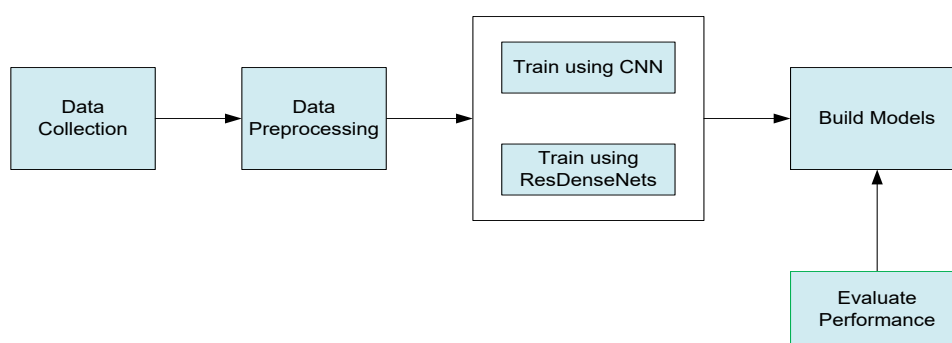 Data
Collection
Data
Preprocessing
Train using CNN
Train using
ResDenseNets
Build Models
Evaluate
Performance